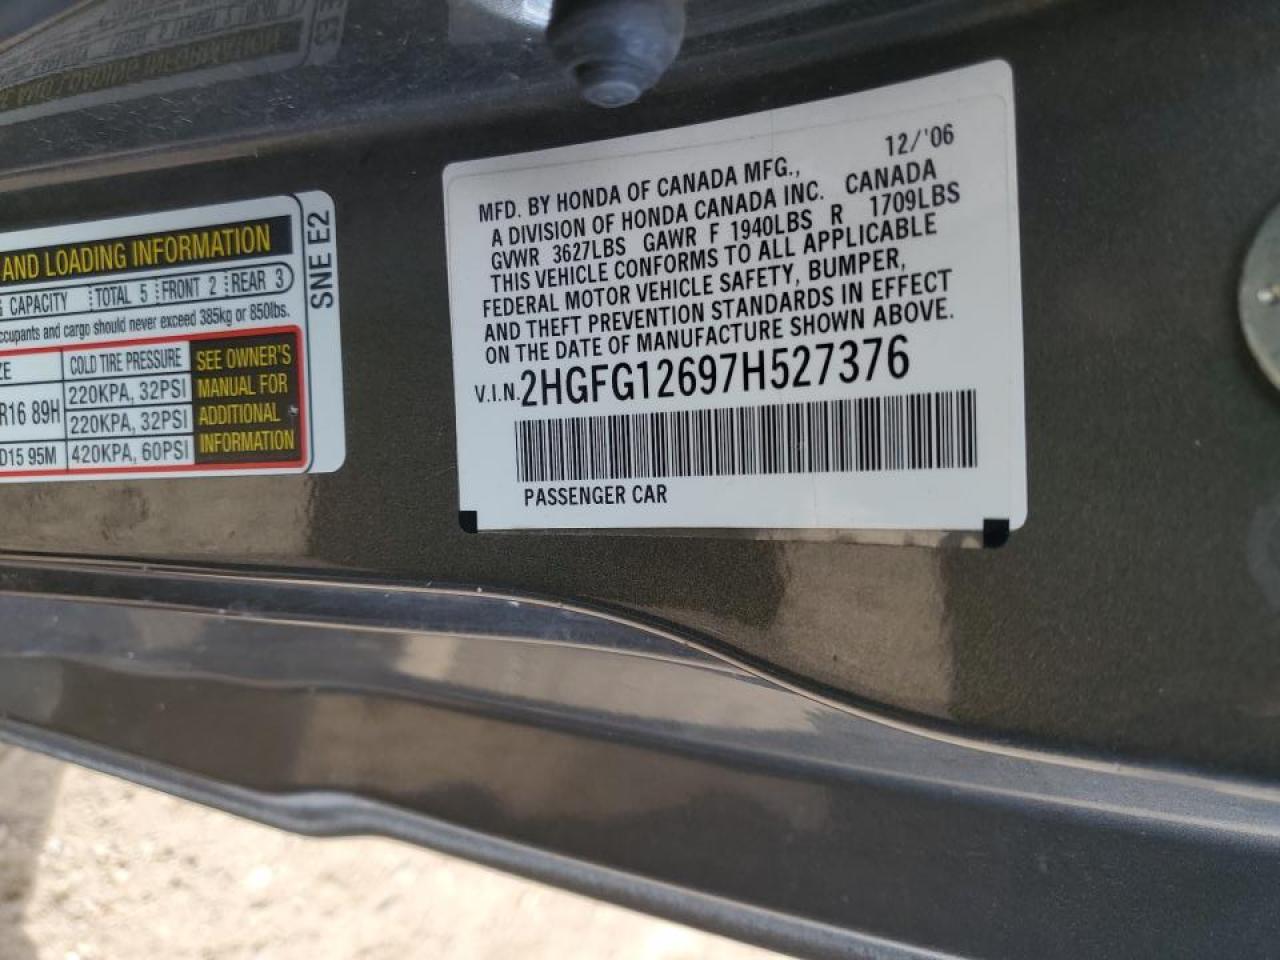 AND LOADING INFORMATION
CAPACITY TOTAL 5 FRONT 2 REAR 3
ccupants and cargo should never exceed 385kg or 850lbs.
ZE COLD TIRE PRESSURE SEE OWNER'S
MANUAL FOR
ADDITIONAL
INFORMATION
R16 89H 220KPA, 32PSI
220KPA, 32PSI
D15 95M 420KPA, 60PSI
SNE E2
12/'06
MFD. BY HONDA OF CANADA MFG.,
A DIVISION OF HONDA CANADA INC. CANADA
GVWR 3627LBS GAWR F 1940LBS R 1709LBS
THIS VEHICLE CONFORMS TO ALL APPLICABLE
FEDERAL MOTOR VEHICLE SAFETY, BUMPER,
AND THEFT PREVENTION STANDARDS IN EFFECT
ON THE DATE OF MANUFACTURE SHOWN ABOVE.
V.I.N. 2HGFG12697H527376
PASSENGER CAR